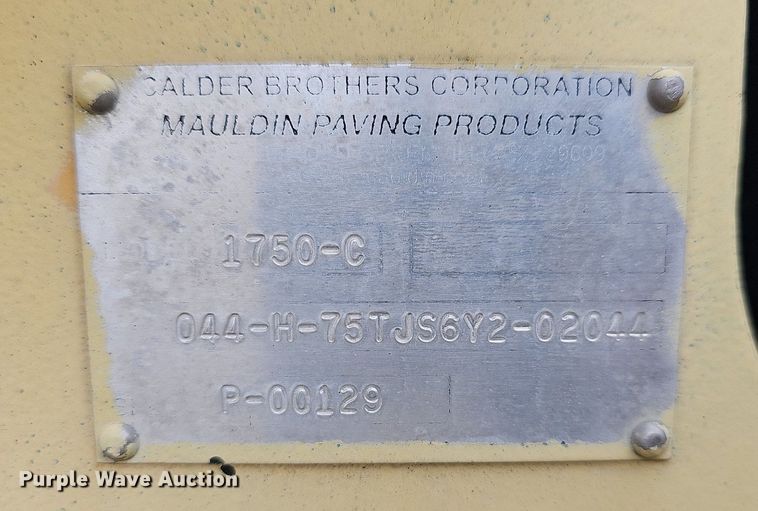 CALDER BROTHERS CORPORATION
MAULDIN PAVING PRODUCTS
1750-C
044-H-75TJS6Y2-02044
P-00129
Purple Wave Auction